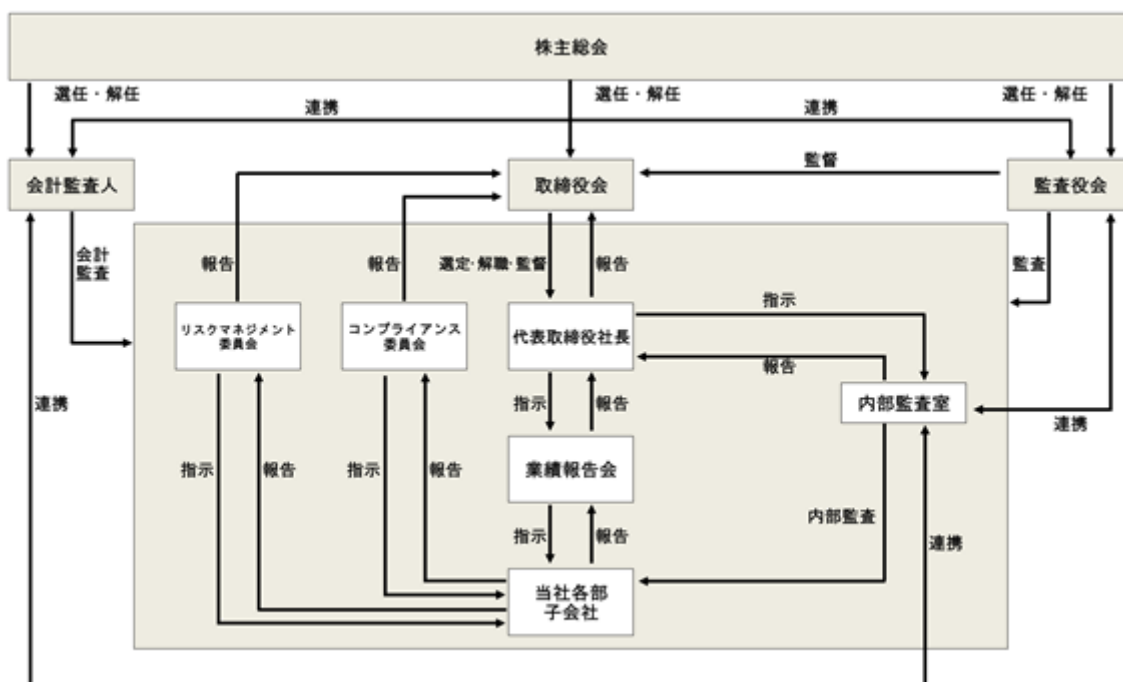 株主総会
選任・解任
選任・解任
選任・解任
連携
連携
会計監査人
取締役会
監督
監査役会
会計
監査
報告
報告
選定・解職・監督
報告
監査
リスクマネジメント
委員会
コンプライアンス
委員会
代表取締役社長
指示
報告
内部監査室
連携
指示
報告
連携
業績報告会
指示
報告
指示
報告
指示
報告
内部監査
連携
当社各部
子会社